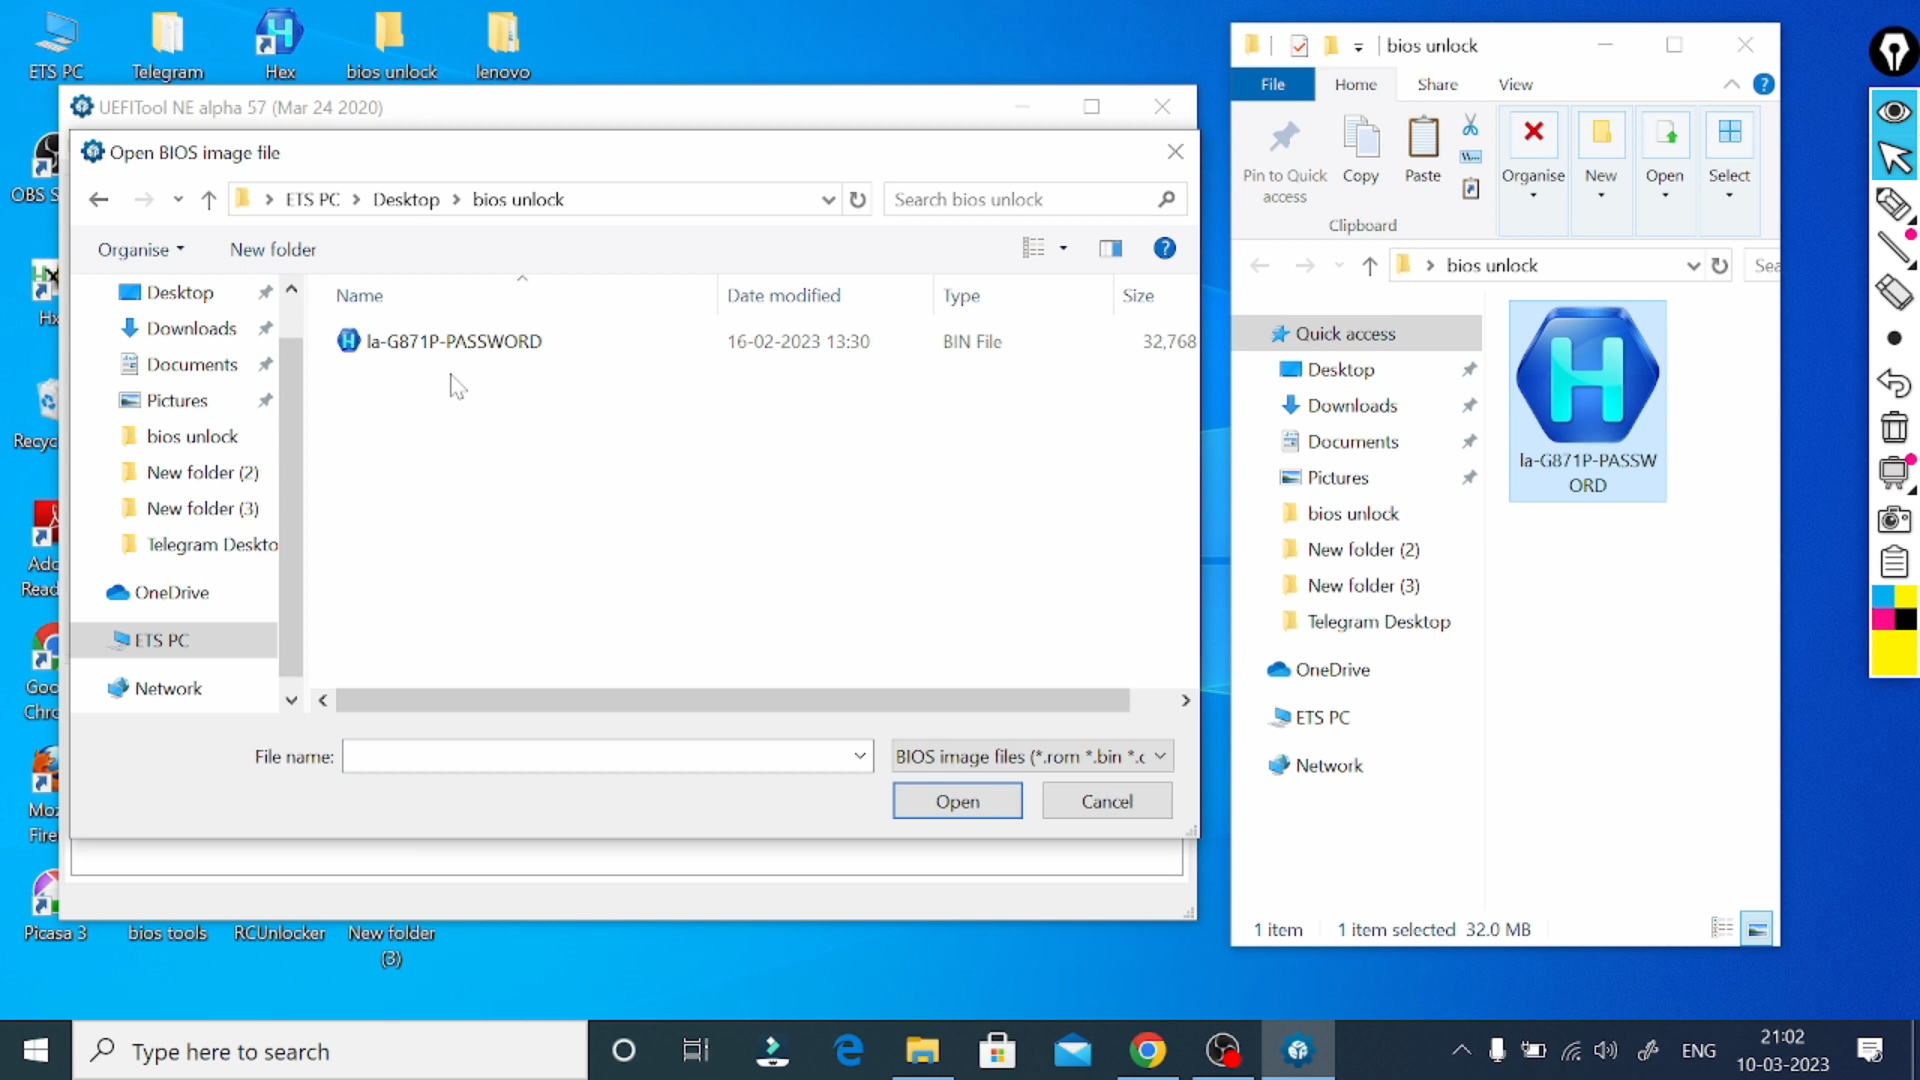 ETS PC
Telegram
Hex
bios unlock
lenovo
UEFITool NE alpha 57 (Mar 24 2020)
Open BIOS image file
ETS PC
Desktop
bios unlock
Search bios unlock
Organise
New folder
Desktop
Downloads
Documents
Pictures
bios unlock
New folder (2)
New folder (3)
Telegram Deskto
OneDrive
ETS PC
Network
Name
Date modified
Type
Size
la-G871P-PASSWORD
16-02-2023 13:30
BIN File
32,768
File name:
BIOS image files (*.rom *.bin *.c
Open
Cancel
OBS S
Hx
Recyc
Ado
Read
Goo
Chro
Moz
Fire
Picasa 3
bios tools
RCUnlocker
New folder
(3)
bios unlock
File
Home
Share
View
Pin to Quick
access
Copy
Paste
Organise
New
Open
Select
Clipboard
bios unlock
Sea
Quick access
Desktop
Downloads
Documents
Pictures
bios unlock
New folder (2)
New folder (3)
Telegram Desktop
OneDrive
ETS PC
Network
la-G871P-PASSW
ORD
1 item
1 item selected 32.0 MB
Type here to search
ENG
21:02
10-03-2023